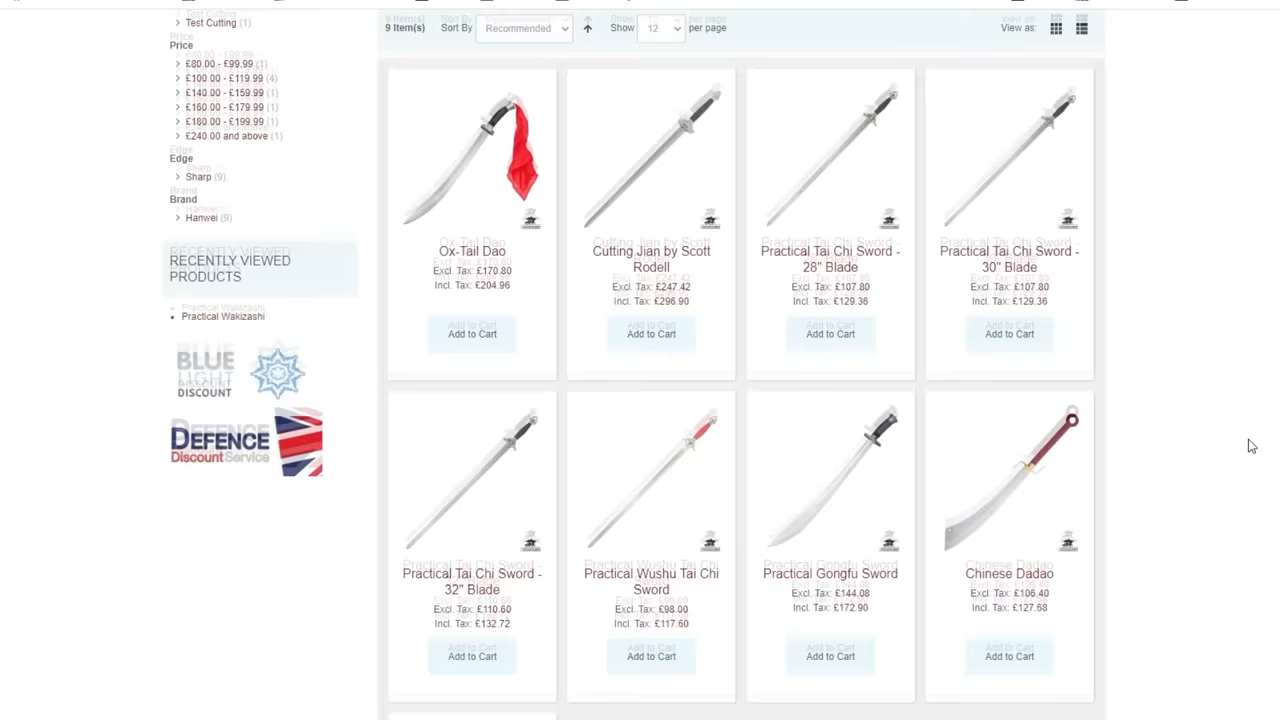 Test Cutting (1)
Price
£80.00 - £99.99 (1)
£100.00 - £119.99 (4)
£140.00 - £159.99 (1)
£160.00 - £179.99 (1)
£180.00 - £199.99 (1)
£240.00 and above (1)
Edge
Sharp (9)
Brand
Hanwei (9)
RECENTLY VIEWED
PRODUCTS
Practical Wakizashi
BLUE
LIGHT
DISCOUNT
DEFENCE
DiscountService
9 Item(s) Sort By Recommended Show 12 per page View as:
Ox-Tail Dao
Excl. Tax: £170.80
Incl. Tax: £204.96
Add to Cart
Cutting Jian by Scott
Rodell
Excl. Tax: £247.42
Incl. Tax: £296.90
Add to Cart
Practical Tai Chi Sword -
28" Blade
Excl. Tax: £107.80
Incl. Tax: £129.36
Add to Cart
Practical Tai Chi Sword -
30" Blade
Excl. Tax: £107.80
Incl. Tax: £129.36
Add to Cart
Practical Tai Chi Sword -
32" Blade
Excl. Tax: £110.60
Incl. Tax: £132.72
Add to Cart
Practical Wushu Tai Chi
Sword
Excl. Tax: £98.00
Incl. Tax: £117.60
Add to Cart
Practical Gongfu Sword
Excl. Tax: £144.08
Incl. Tax: £172.90
Add to Cart
Chinese Dadao
Excl. Tax: £106.40
Incl. Tax: £127.68
Add to Cart